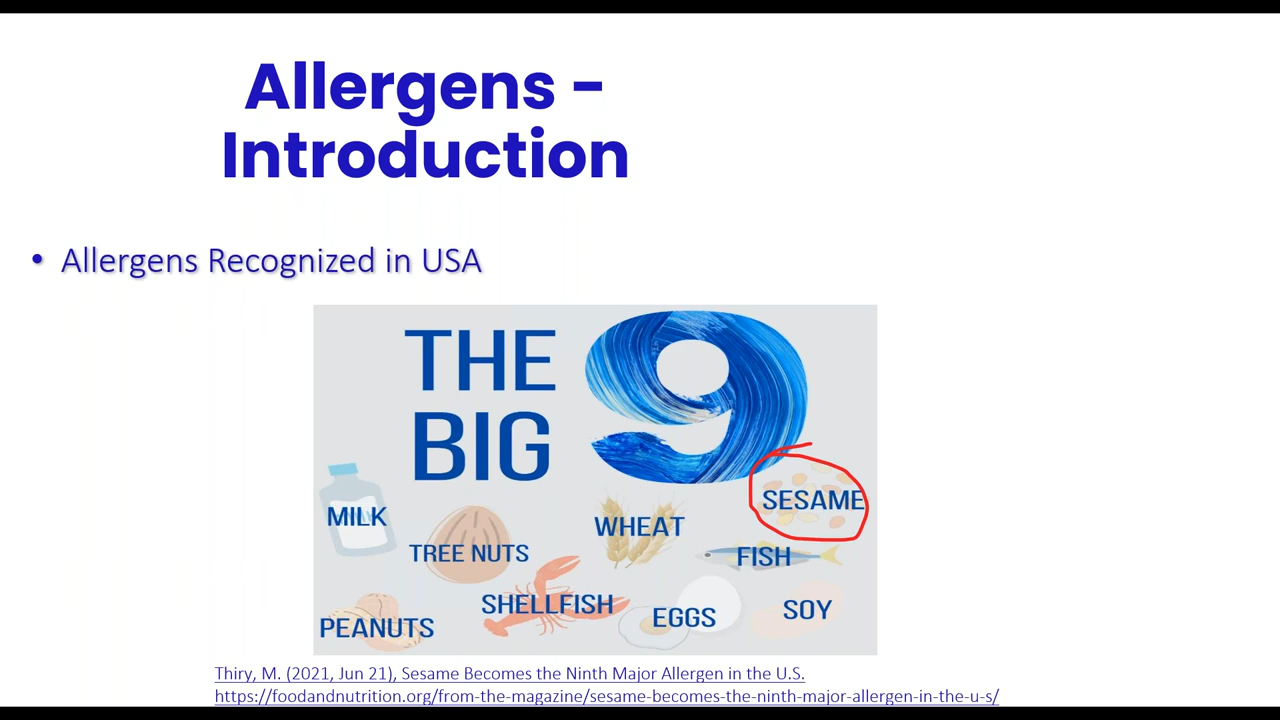 Allergens -
Introduction
• Allergens Recognized in USA
THE
BIG
9
SESAME
MILK
WHEAT
TREE NUTS
FISH
SHELLFISH
EGGS
SOY
PEANUTS
Thiry, M. (2021, Jun 21), Sesame Becomes the Ninth Major Allergen in the U.S.
https://foodandnutrition.org/from-the-magazine/sesame-becomes-the-ninth-major-allergen-in-the-u-s/